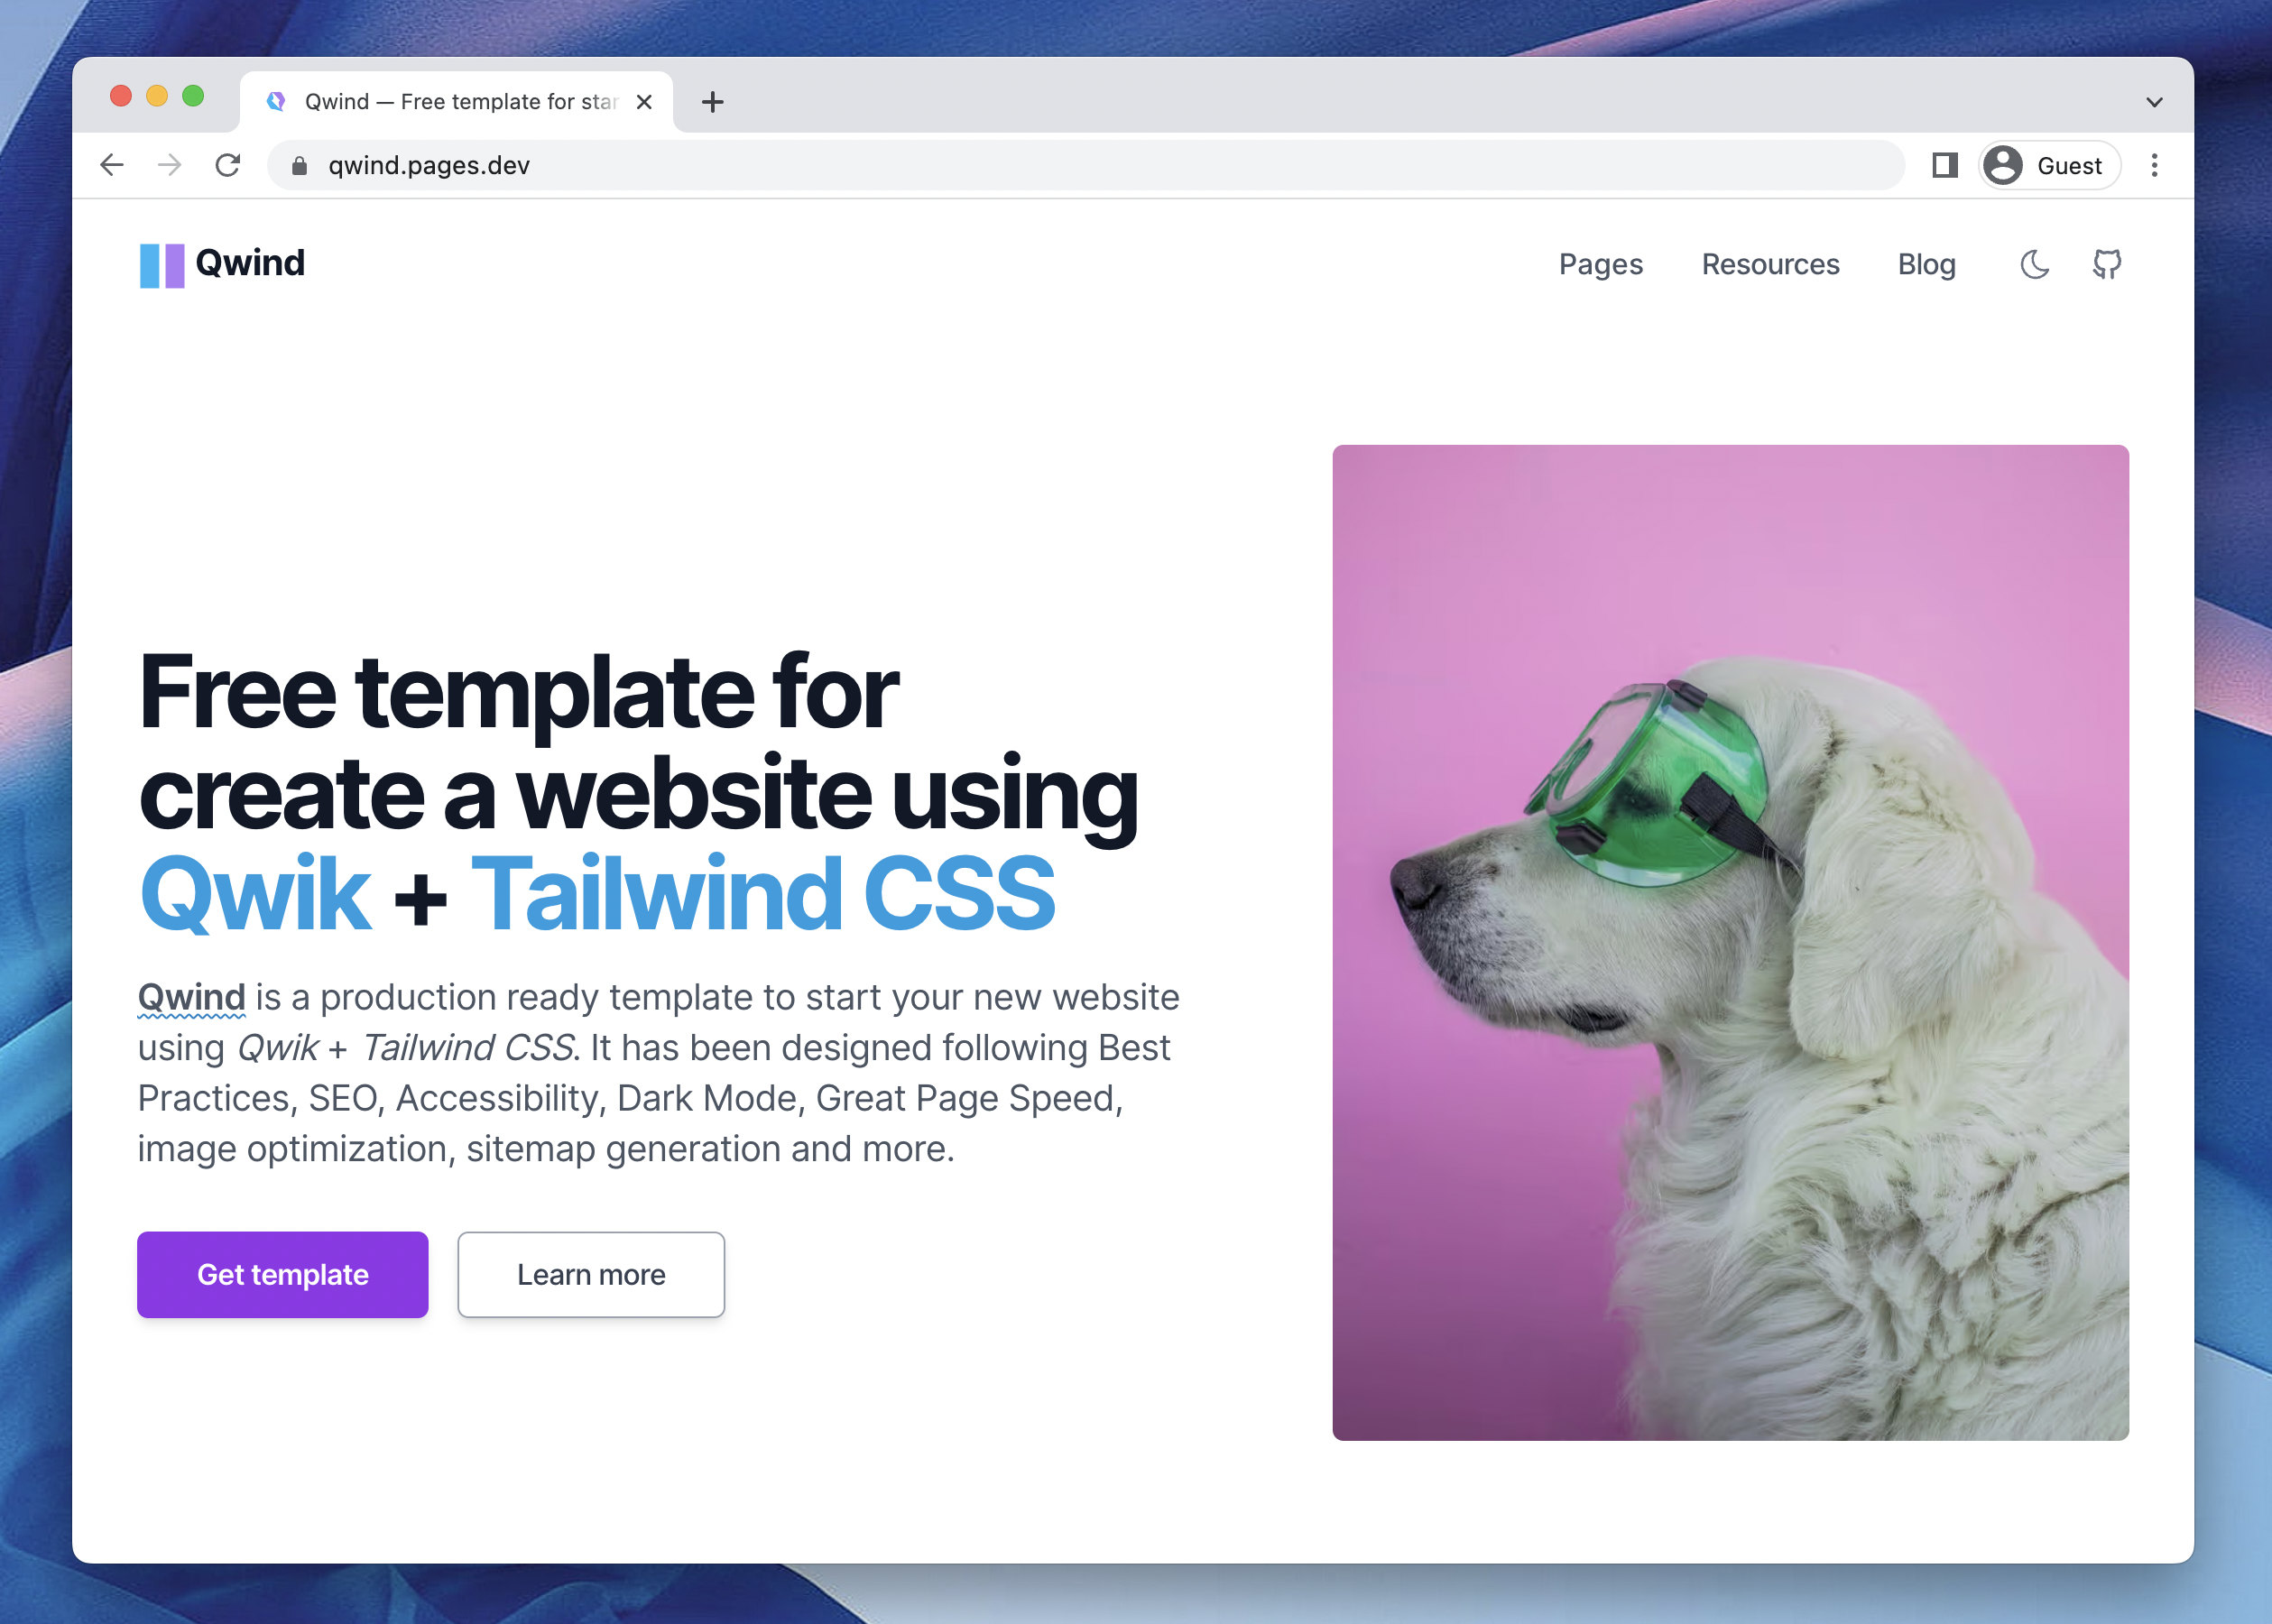 Qwind — Free template for star
qwind.pages.dev
Guest
Qwind
Pages Resources Blog
Free template for
create a website using
Qwik + Tailwind CSS
Qwind is a production ready template to start your new website
using Qwik + Tailwind CSS. It has been designed following Best
Practices, SEO, Accessibility, Dark Mode, Great Page Speed,
image optimization, sitemap generation and more.
Get template
Learn more